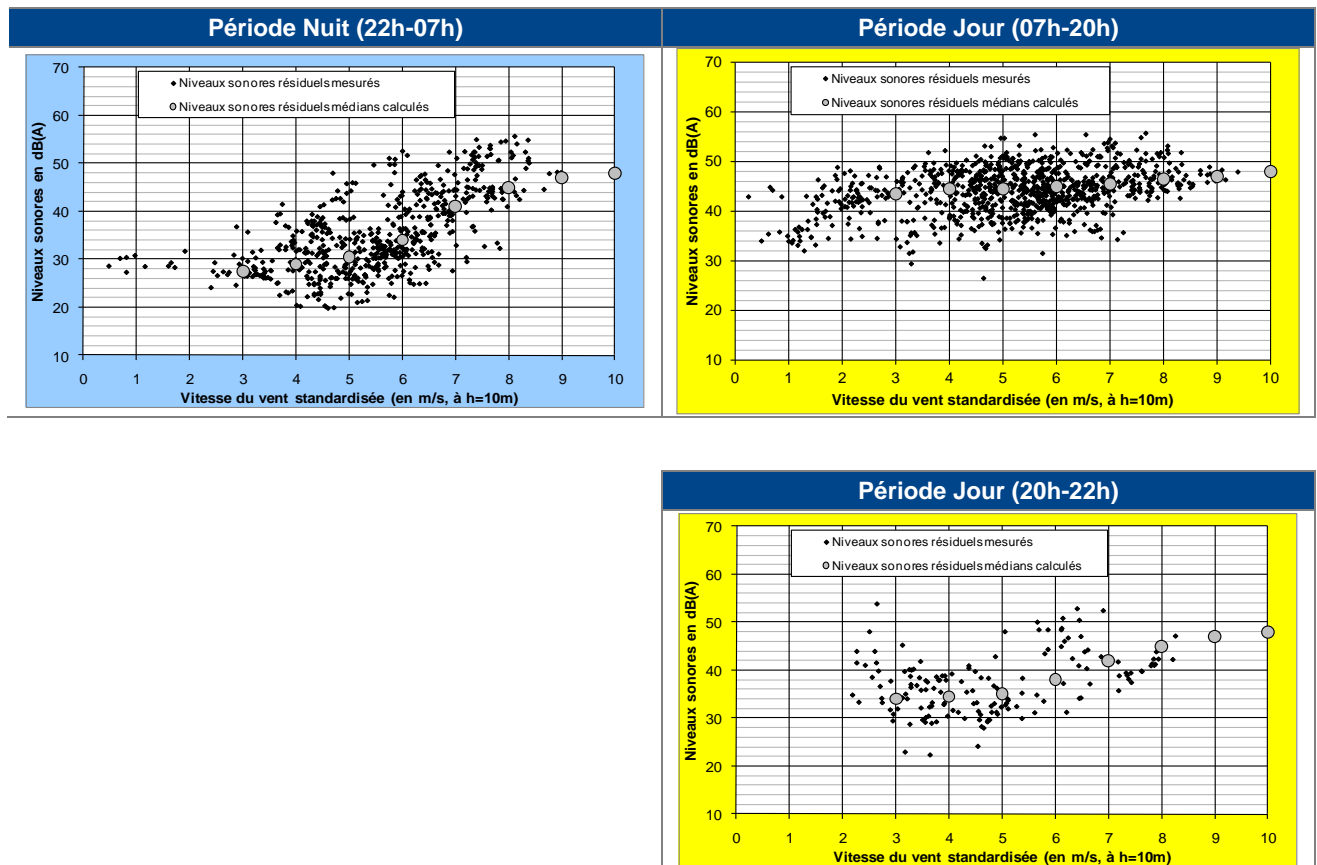 Période Nuit (22h-07h)
Niveaux sonores en dB(A)
70
60
50
40
30
20
10
Niveaux sonores résiduels mesurés
Niveaux sonores résiduels médians calculés
0 1 2 3 4 5 6 7 8 9 10
Vitesse du vent standardisée (en m/s, à h=10m)
Période Jour (07h-20h)
Niveaux sonores en dB(A)
70
60
50
40
30
20
10
Niveaux sonores résiduels mesurés
Niveaux sonores résiduels médians calculés
0 1 2 3 4 5 6 7 8 9 10
Vitesse du vent standardisée (en m/s, à h=10m)
Période Jour (20h-22h)
Niveaux sonores en dB(A)
70
60
50
40
30
20
10
Niveaux sonores résiduels mesurés
Niveaux sonores résiduels médians calculés
0 1 2 3 4 5 6 7 8 9 10
Vitesse du vent standardisée (en m/s, à h=10m)